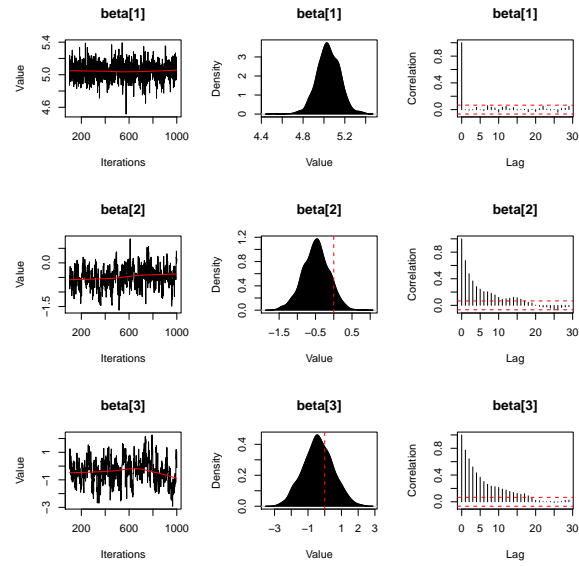 beta[1] beta[1] beta[1]
Value 4.6 5.0 5.4
200 600 1000
Iterations
Density 0 1 2 3
4.4 4.8 5.2
Value
Correlation 0.0 0.4 0.8
0 5 10 20 30
Lag
beta[2] beta[2] beta[2]
Value −1.5 0.0
200 600 1000
Iterations
Density 0.0 0.4 0.8 1.2
−1.5 −0.5 0.5
Value
Correlation 0.0 0.4 0.8
0 5 10 20 30
Lag
beta[3] beta[3] beta[3]
Value −3 −1 1
200 600 1000
Iterations
Density 0.0 0.2 0.4
−3 −1 1 2 3
Value
Correlation 0.0 0.4 0.8
0 5 10 20 30
Lag